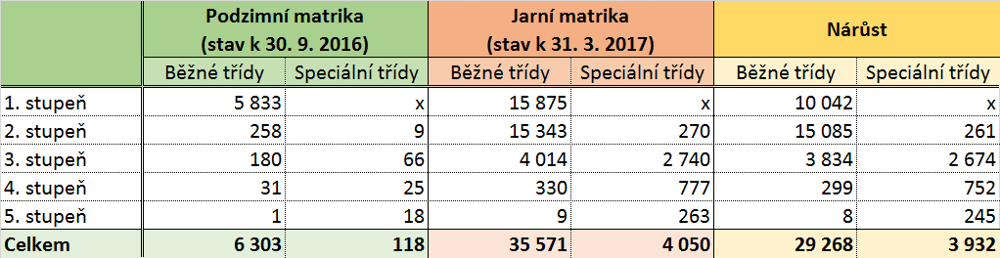 Podzimní matrika Jarní matrika Nárůst
(stav k 30. 9. 2016) (stav k 31. 3. 2017)
Běžné třídy Speciální třídy Běžné třídy Speciální třídy Běžné třídy Speciální třídy
1. stupeň 5 833 x 15 875 x 10 042 x
2. stupeň 258 9 15 343 270 15 085 261
3. stupeň 180 66 4 014 2 740 3 834 2 674
4. stupeň 31 25 330 777 299 752
5. stupeň 1 18 9 263 8 245
Celkem 6 303 118 35 571 4 050 29 268 3 932